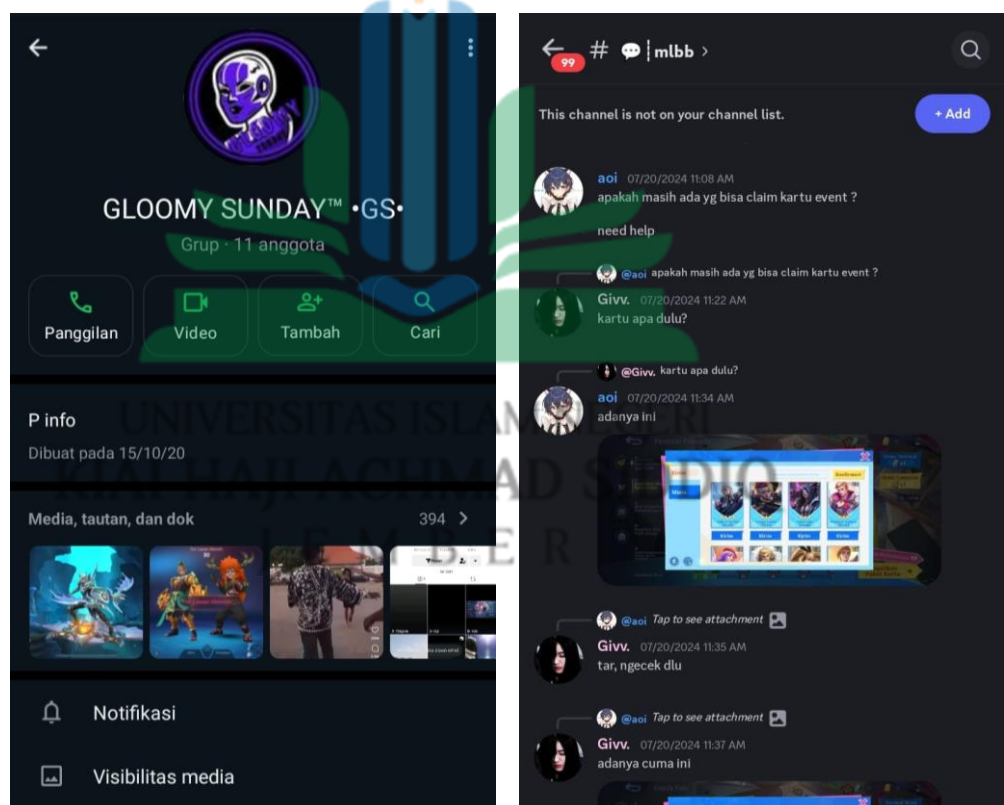 GLOOMY SUNDAY™ •GS•
Grup · 11 anggota
Panggilan
Video
Tambah
Cari
P info
Dibuat pada 15/10/20
Media, tautan, dan dok
394 >
Notifikasi
Visibilitas media
99
# 💬┊mlbb >
This channel is not on your channel list.
+ Add
aoi 07/20/2024 11:08 AM
apakah masih ada yg bisa claim kartu event ?
need help
@aoi apakah masih ada yg bisa claim kartu event ?
Givv. 07/20/2024 11:22 AM
kartu apa dulu?
@Givv. kartu apa dulu?
aoi 07/20/2024 11:34 AM
adanya ini
@aoi Tap to see attachment
Givv. 07/20/2024 11:35 AM
tar, ngecek dlu
@aoi Tap to see attachment
Givv. 07/20/2024 11:37 AM
adanya cuma ini
UNIVERSITAS ISLAM NEGERI
KIAI HAJI ACHMAD SIDDIQ
JEMBER